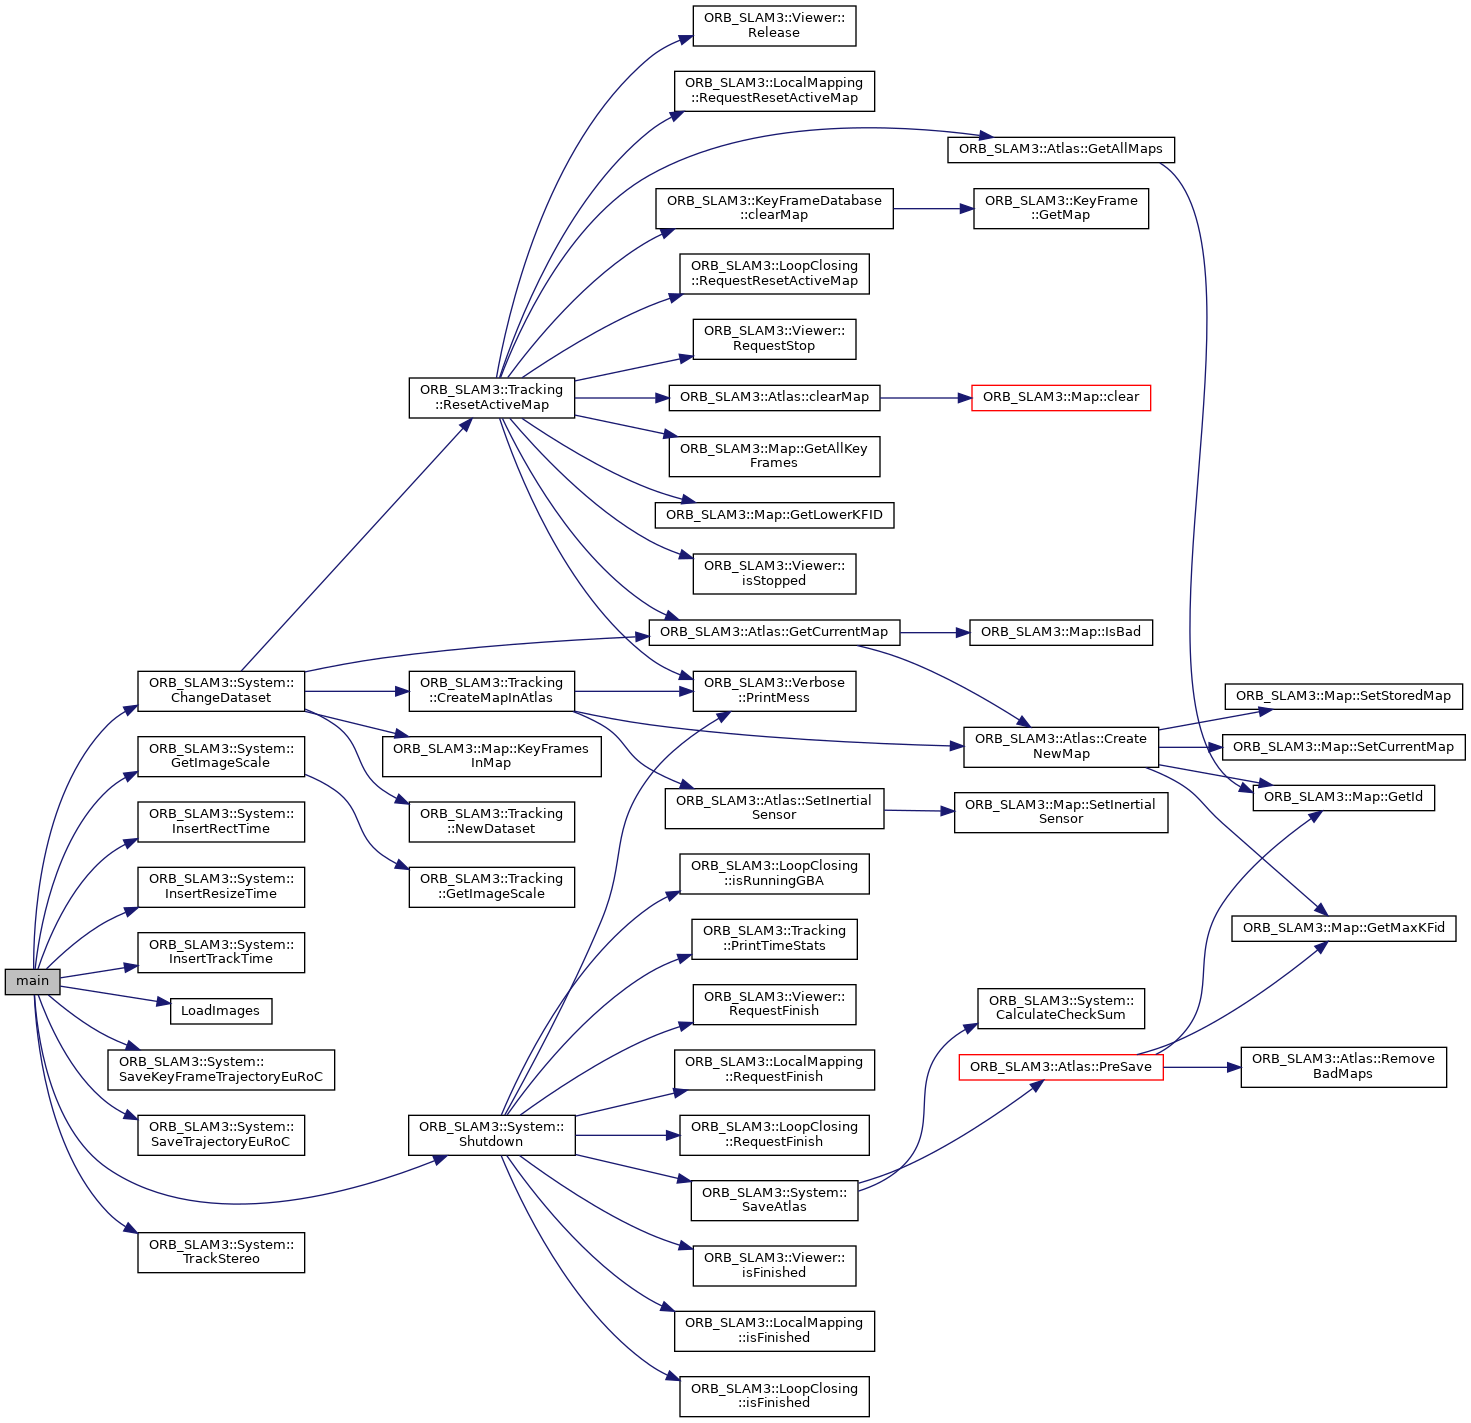 ORB_SLAM3::Viewer::
Release
ORB_SLAM3::LocalMapping
::RequestResetActiveMap
ORB_SLAM3::Atlas::GetAllMaps
ORB_SLAM3::KeyFrameDatabase
::clearMap
ORB_SLAM3::KeyFrame
::GetMap
ORB_SLAM3::LoopClosing
::RequestResetActiveMap
ORB_SLAM3::Viewer::
RequestStop
ORB_SLAM3::Tracking
::ResetActiveMap
ORB_SLAM3::Atlas::clearMap
ORB_SLAM3::Map::clear
ORB_SLAM3::Map::GetAllKey
Frames
ORB_SLAM3::Map::GetLowerKFID
ORB_SLAM3::Viewer::
isStopped
ORB_SLAM3::Atlas::GetCurrentMap
ORB_SLAM3::Map::IsBad
ORB_SLAM3::System::
ChangeDataset
ORB_SLAM3::Tracking
::CreateMapInAtlas
ORB_SLAM3::Verbose
::PrintMess
ORB_SLAM3::Map::SetStoredMap
ORB_SLAM3::System::
GetImageScale
ORB_SLAM3::Map::KeyFrames
InMap
ORB_SLAM3::Atlas::Create
NewMap
ORB_SLAM3::Map::SetCurrentMap
ORB_SLAM3::Map::GetId
ORB_SLAM3::System::
InsertRectTime
ORB_SLAM3::Tracking
::NewDataset
ORB_SLAM3::Atlas::SetInertial
Sensor
ORB_SLAM3::Map::SetInertial
Sensor
ORB_SLAM3::System::
InsertResizeTime
ORB_SLAM3::Tracking
::GetImageScale
ORB_SLAM3::LoopClosing
::isRunningGBA
ORB_SLAM3::Map::GetMaxKFid
ORB_SLAM3::System::
InsertTrackTime
ORB_SLAM3::Tracking
::PrintTimeStats
main
LoadImages
ORB_SLAM3::Viewer::
RequestFinish
ORB_SLAM3::System::
CalculateCheckSum
ORB_SLAM3::System::
SaveKeyFrameTrajectoryEuRoC
ORB_SLAM3::LocalMapping
::RequestFinish
ORB_SLAM3::Atlas::PreSave
ORB_SLAM3::Atlas::Remove
BadMaps
ORB_SLAM3::System::
SaveTrajectoryEuRoC
ORB_SLAM3::System::
Shutdown
ORB_SLAM3::LoopClosing
::RequestFinish
ORB_SLAM3::System::
SaveAtlas
ORB_SLAM3::System::
TrackStereo
ORB_SLAM3::Viewer::
isFinished
ORB_SLAM3::LocalMapping
::isFinished
ORB_SLAM3::LoopClosing
::isFinished